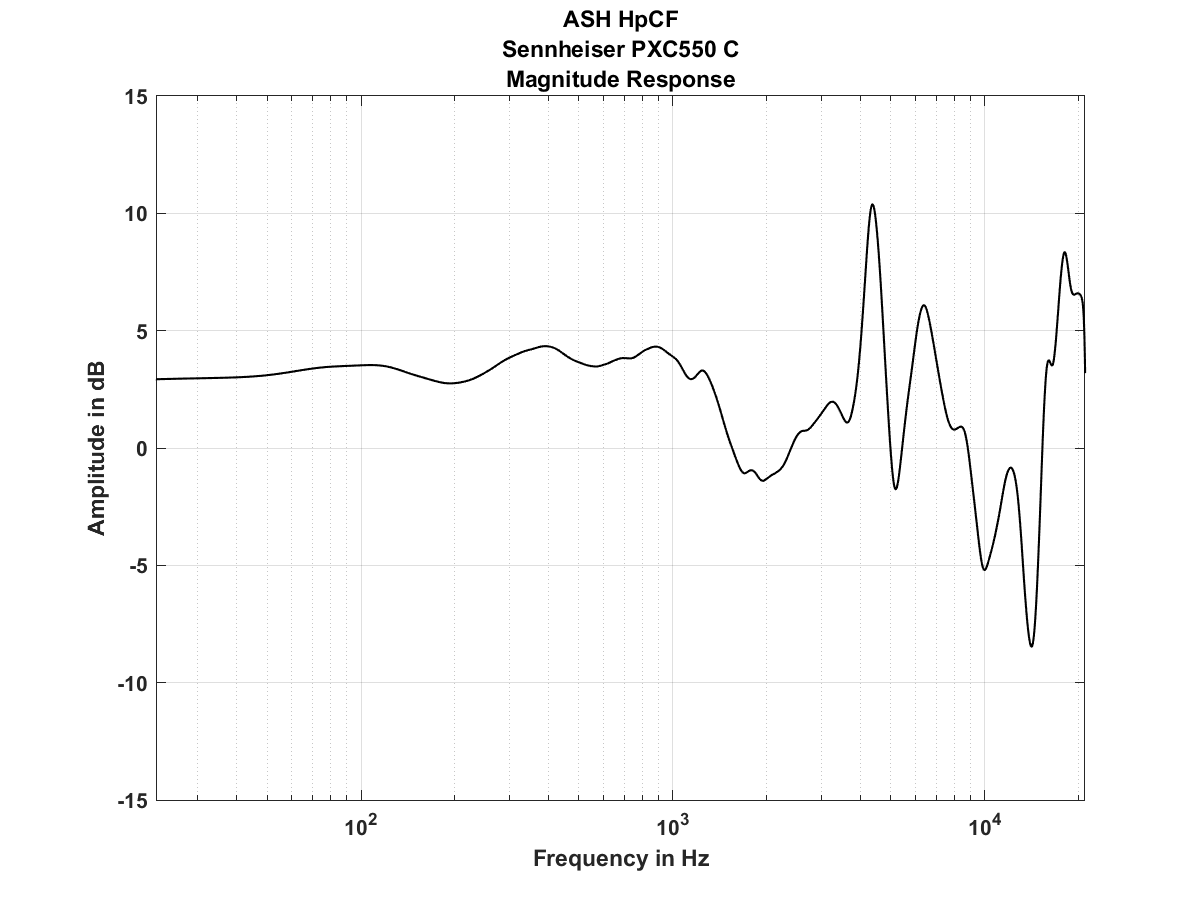 ASH HpCF
Sennheiser PXC550 C
Magnitude Response
15
10
5
0
-5
-10
-15
Amplitude in dB
10² 10³ 10⁴
Frequency in Hz